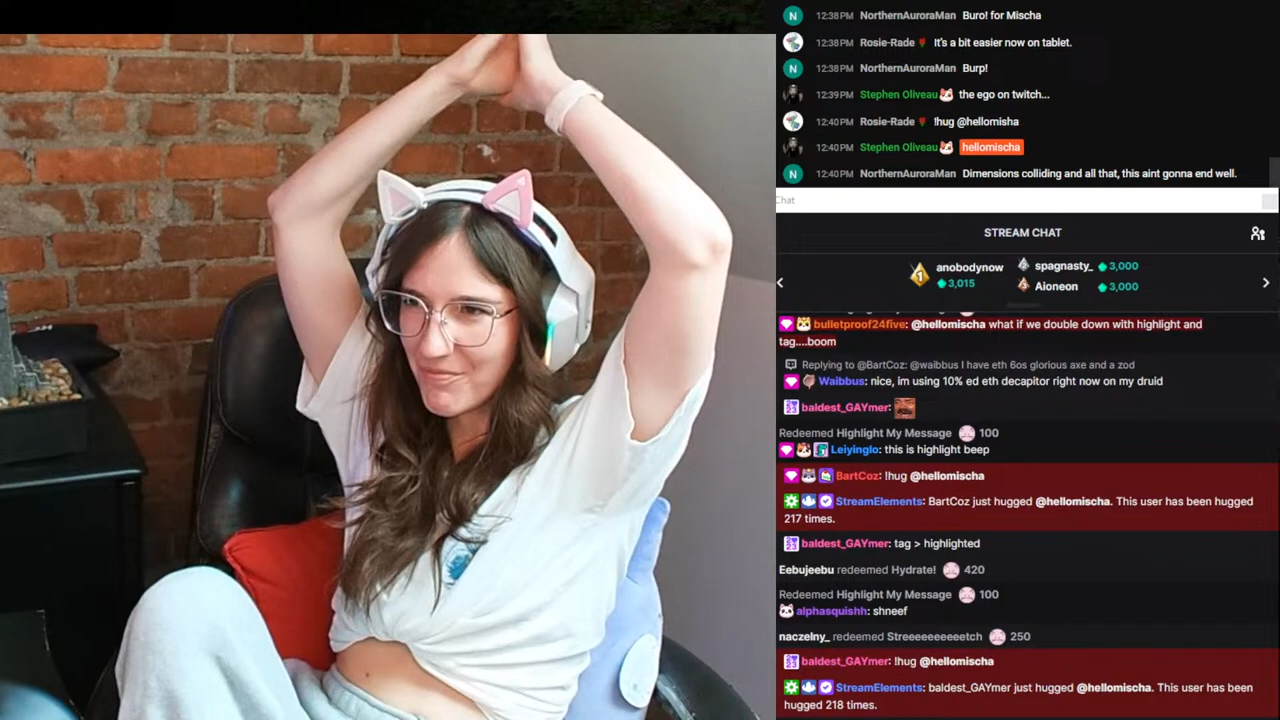 N 12:38PM NorthernAuroraMan Buro! for Mischa
12:38PM Rosie-Rade It's a bit easier now on tablet.
N 12:38PM NorthernAuroraMan Burp!
12:39PM Stephen Oliveau the ego on twitch...
12:40PM Rosie-Rade !hug @hellomisha
12:40PM Stephen Oliveau hellomischa
N 12:40PM NorthernAuroraMan Dimensions colliding and all that, this aint gonna end well.
Chat
STREAM CHAT
1 anobodynow 3,015
2 spagnasty_ 3,000
3 Aioneon 3,000
bulletproof24five: @hellomischa what if we double down with highlight and
tag....boom
Replying to @BartCoz: @waibbus I have eth 6os glorious axe and a zod
Waibbus: nice, im using 10% ed eth decapitor right now on my druid
baldest_GAYmer:
Redeemed Highlight My Message 100
Leiyinglo: this is highlight beep
BartCoz: !hug @hellomischa
StreamElements: BartCoz just hugged @hellomischa. This user has been hugged
217 times.
baldest_GAYmer: tag > highlighted
Eebujeebu redeemed Hydrate! 420
Redeemed Highlight My Message 100
alphasquishh: shneef
naczelny_ redeemed Streeeeeeeeeetch 250
baldest_GAYmer: !hug @hellomischa
StreamElements: baldest_GAYmer just hugged @hellomischa. This user has been
hugged 218 times.